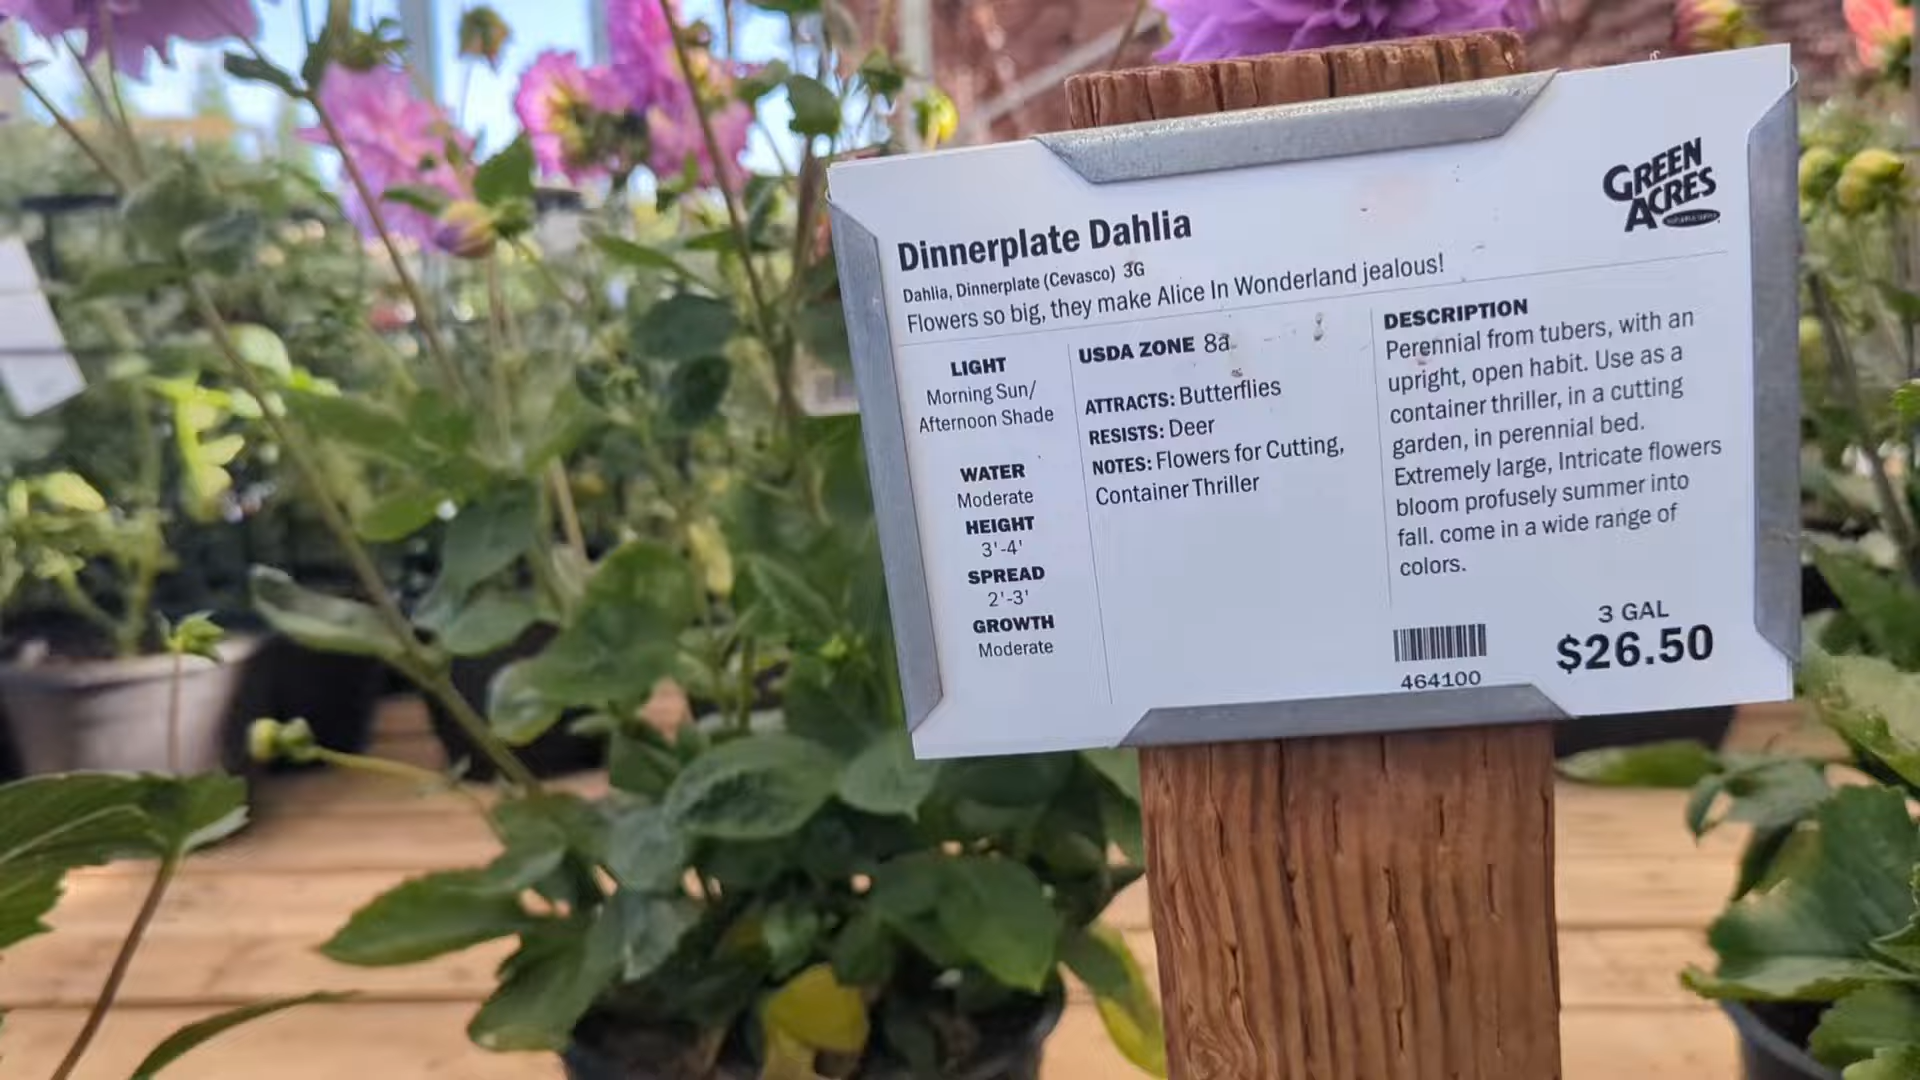 GREEN
ACRES
Dinnerplate Dahlia
Dahlia, Dinnerplate (Cevasco) 3G
Flowers so big, they make Alice In Wonderland jealous!
LIGHT
Morning Sun/
Afternoon Shade
WATER
Moderate
HEIGHT
3'-4'
SPREAD
2'-3'
GROWTH
Moderate
USDA ZONE 8a
ATTRACTS: Butterflies
RESISTS: Deer
NOTES: Flowers for Cutting,
Container Thriller
DESCRIPTION
Perennial from tubers, with an
upright, open habit. Use as a
container thriller, in a cutting
garden, in perennial bed.
Extremely large, Intricate flowers
bloom profusely summer into
fall. come in a wide range of
colors.
464100
3 GAL
$26.50